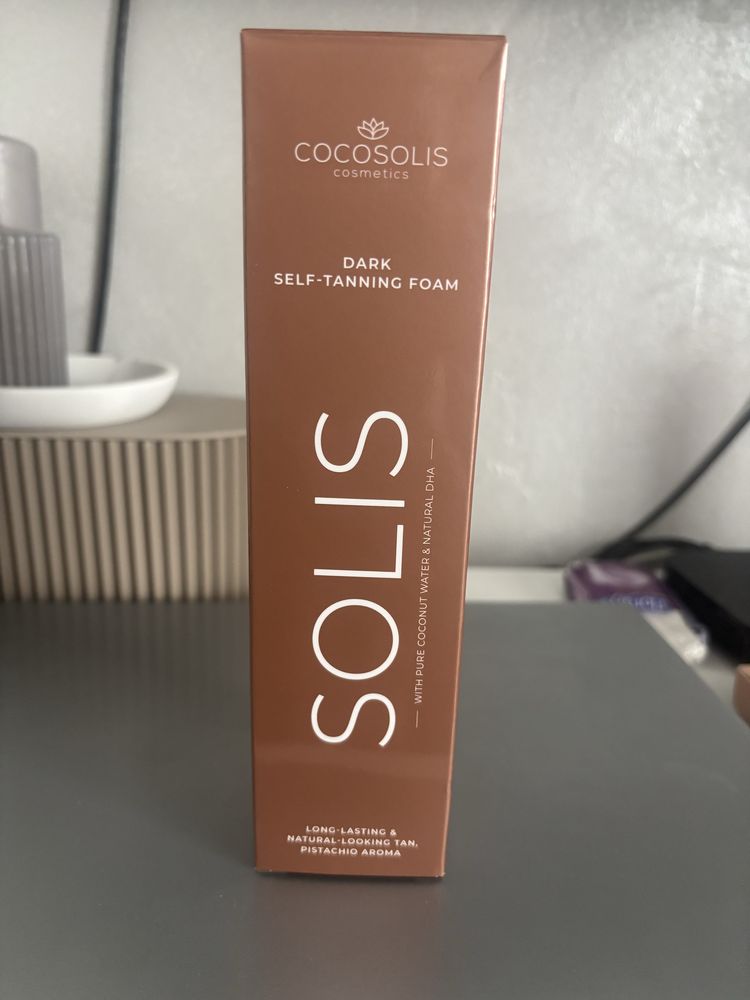 COCOSOLIS
cosmetics
DARK
SELF-TANNING FOAM
SOLIS
WITH PURE COCONUT WATER & NATURAL DHA
LONG-LASTING &
NATURAL-LOOKING TAN,
PISTACHIO AROMA